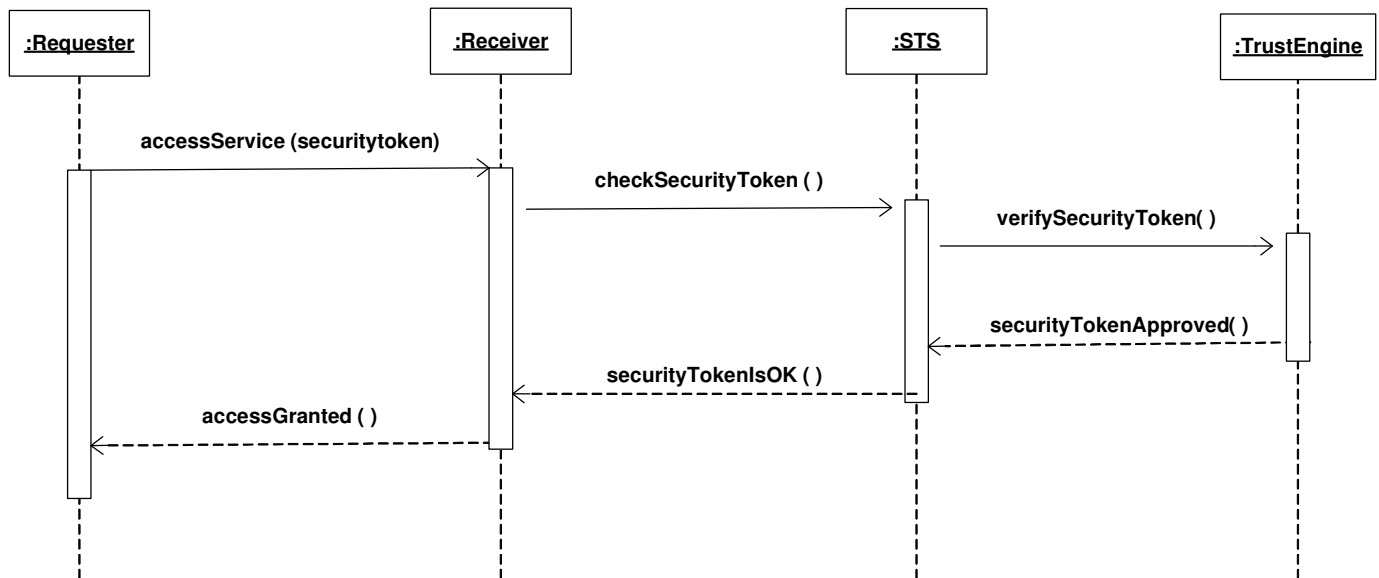 :Requester
:Receiver
:STS
:TrustEngine
accessService (securitytoken)
checkSecurityToken ( )
verifySecurityToken( )
securityTokenApproved( )
securityTokenIsOK ( )
accessGranted ( )